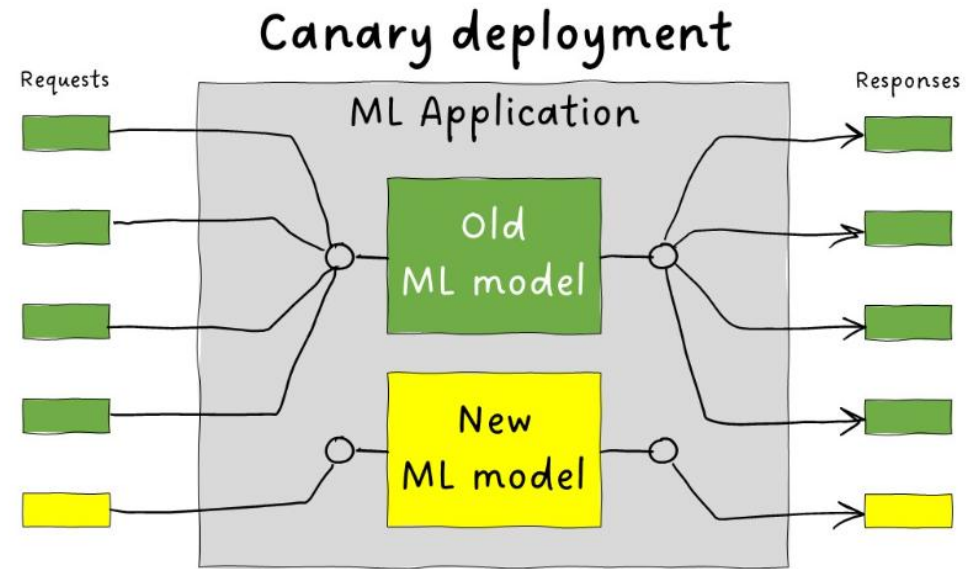 Canary deployment
Requests
Responses
ML Application
Old
ML model
New
ML model